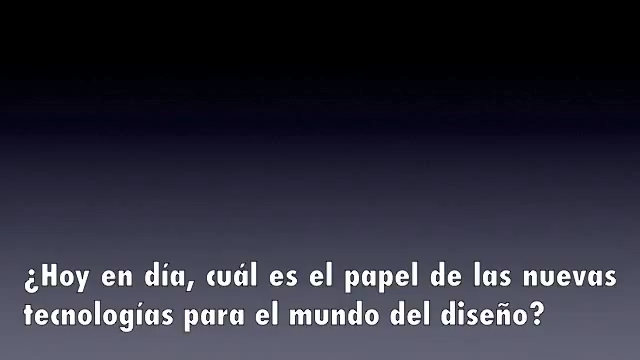 ¿Hoy en día, cuál es el papel de las nuevas
tecnologías para el mundo del diseño?